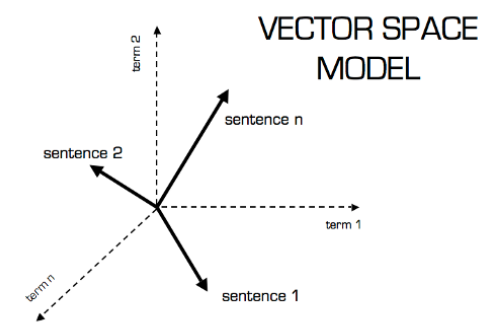 VECTOR SPACE
MODEL
term 2
sentence n
sentence 2
term 1
term n
sentence 1